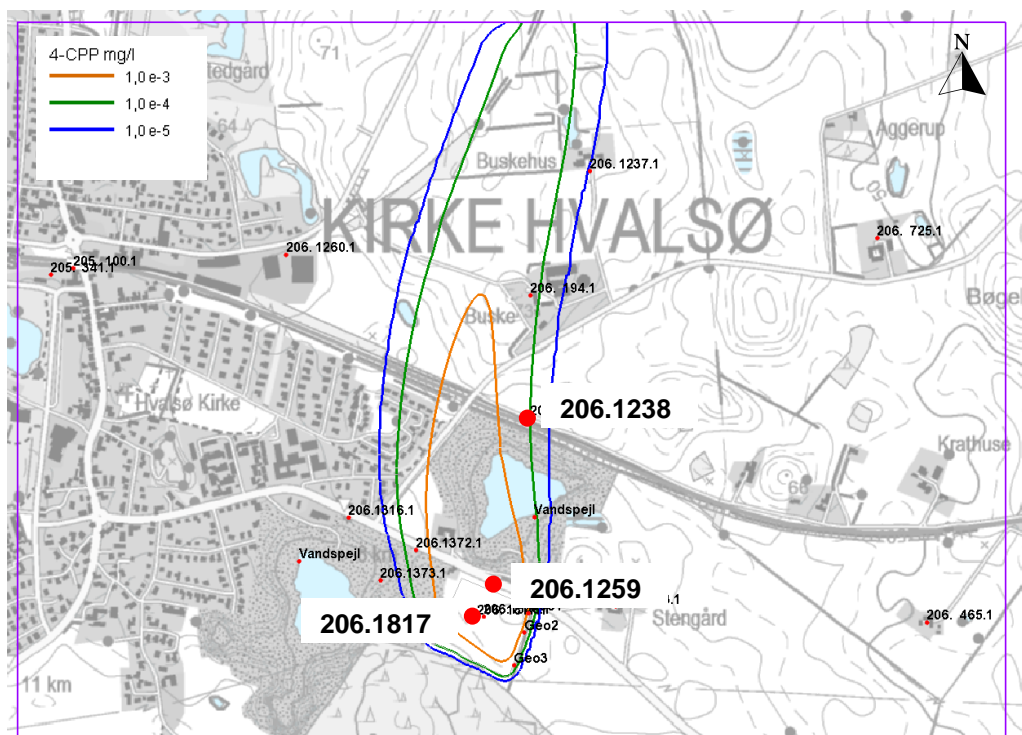 4-CPP mg/l
1,0 e-3
1,0 e-4
1,0 e-5
N
71
64
Aggerup
Buskehus
206. 1237.1
KIRKE HVALSØ
206. 725.1
206. 1260.1
205. 100.1
205. 341.1
206. 194.1
Buske
Bøgel
Hvalsø Kirke
206.1238
Krathuse
66
206.1316.1
Vandspejl
206.1372.1
Vandspejl
206.1373.1
206.1259
206.1817
Stengård
206. 465.1
Geo2
Geo3
11 km